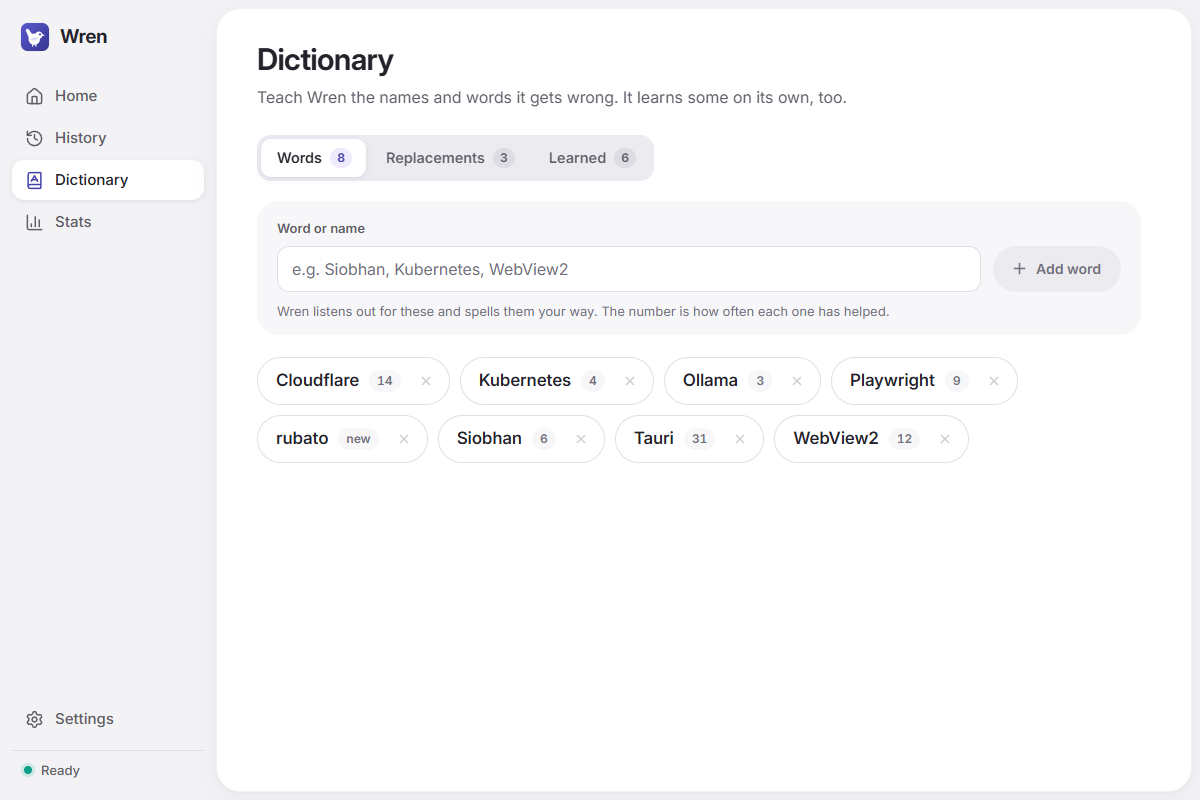 Wren
Home
History
Dictionary
Stats
Settings
Ready
Dictionary
Teach Wren the names and words it gets wrong. It learns some on its own, too.
Words 8 Replacements 3 Learned 6
Word or name
e.g. Siobhan, Kubernetes, WebView2
+ Add word
Wren listens out for these and spells them your way. The number is how often each one has helped.
Cloudflare 14 × Kubernetes 4 × Ollama 3 × Playwright 9 ×
rubato new × Siobhan 6 × Tauri 31 × WebView2 12 ×